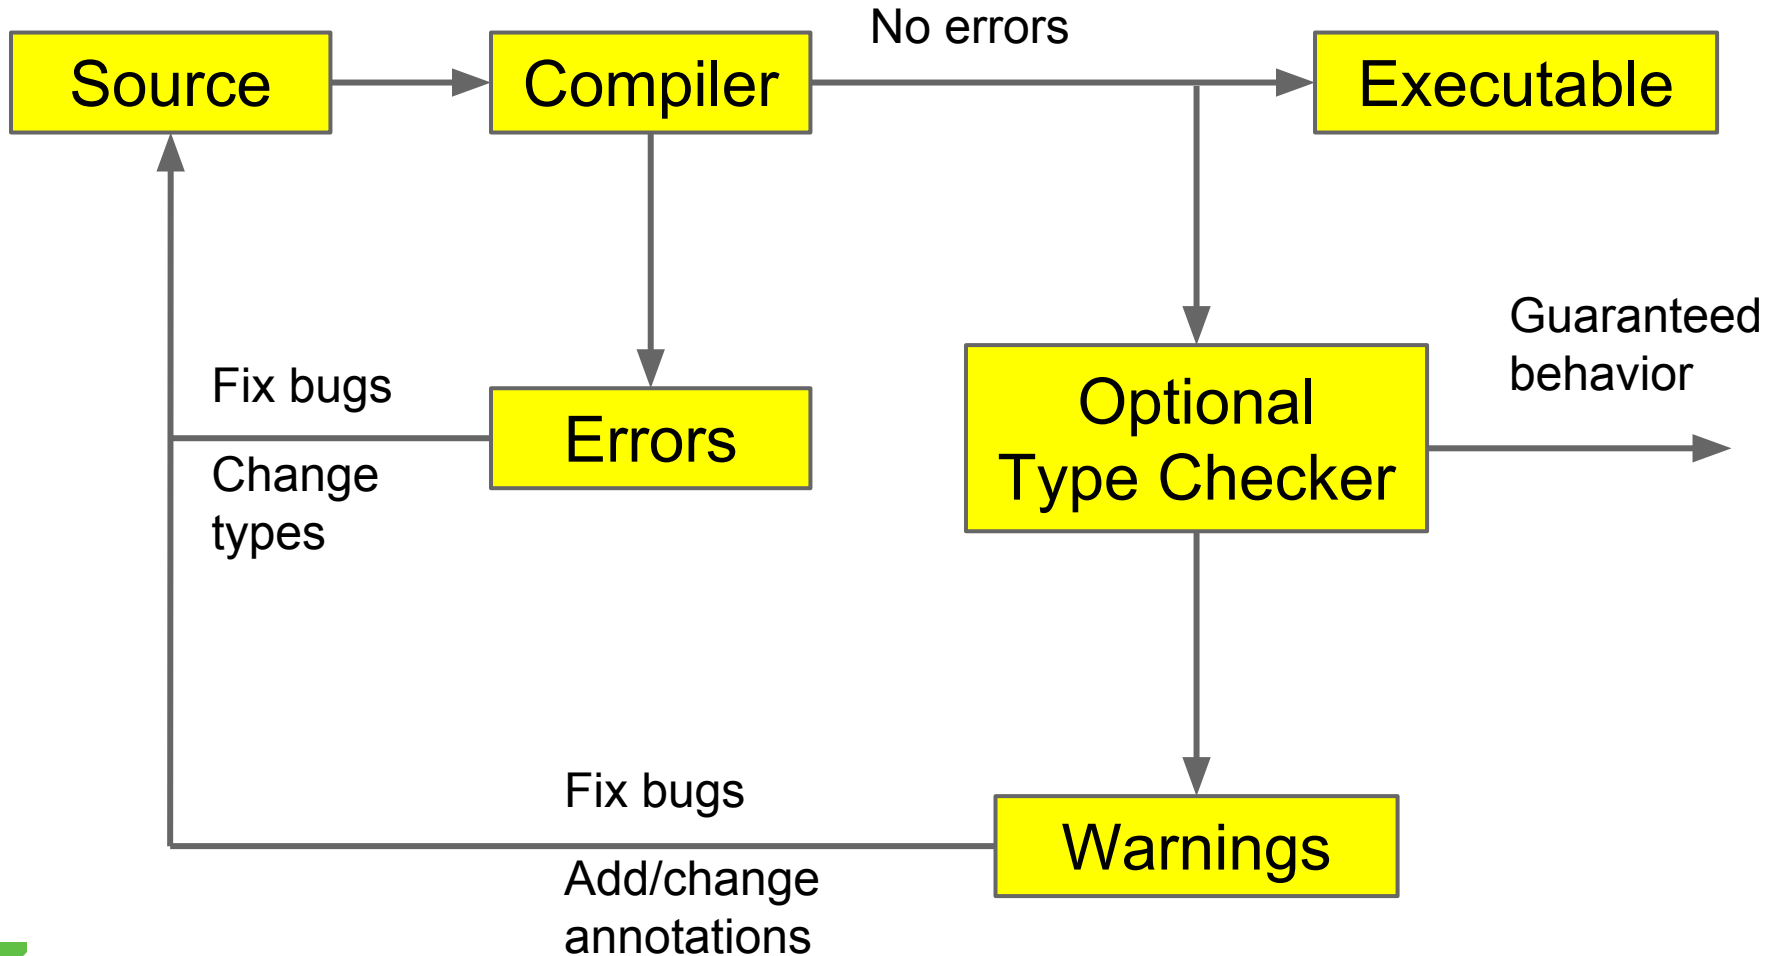 No errors
Source
Compiler
Executable
Guaranteed
behavior
Fix bugs
Change
types
Errors
Optional
Type Checker
Fix bugs
Add/change
annotations
Warnings